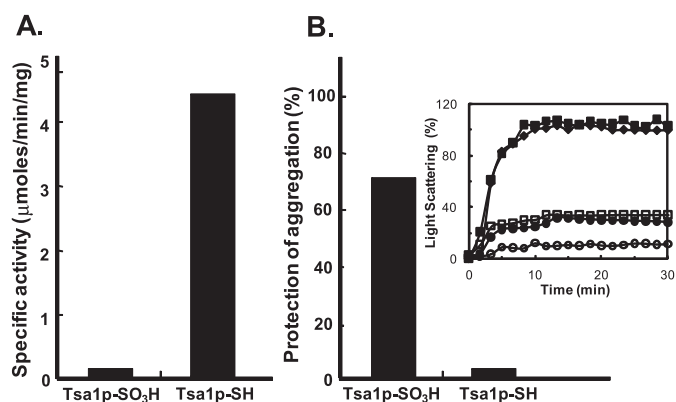 A.
Specific activity (μmoles/min/mg)
5
4
3
2
1
0
Tsa1p-SO₃H
Tsa1p-SH
B.
Protection of aggregation (%)
100
80
60
40
20
0
Tsa1p-SO₃H
Tsa1p-SH
Light Scattering (%)
120
80
40
0
0
10
20
30
Time (min)